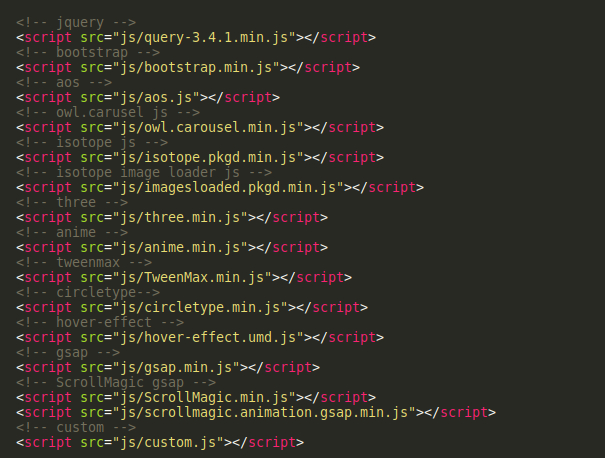 <!-- jquery -->
<script src="js/query-3.4.1.min.js"></script>
<!-- bootstrap -->
<script src="js/bootstrap.min.js"></script>
<!-- aos -->
<script src="js/aos.js"></script>
<!-- owl.carusel js -->
<script src="js/owl.carousel.min.js"></script>
<!-- isotope js -->
<script src="js/isotope.pkgd.min.js"></script>
<!-- isotope image loader js -->
<script src="js/imagesloaded.pkgd.min.js"></script>
<!-- three -->
<script src="js/three.min.js"></script>
<!-- anime -->
<script src="js/anime.min.js"></script>
<!-- tweenmax -->
<script src="js/TweenMax.min.js"></script>
<!-- circletype-->
<script src="js/circletype.min.js"></script>
<!-- hover-effect -->
<script src="js/hover-effect.umd.js"></script>
<!-- gsap -->
<script src="js/gsap.min.js"></script>
<!-- ScrollMagic gsap -->
<script src="js/ScrollMagic.min.js"></script>
<script src="js/scrollmagic.animation.gsap.min.js"></script>
<!-- custom -->
<script src="js/custom.js"></script>